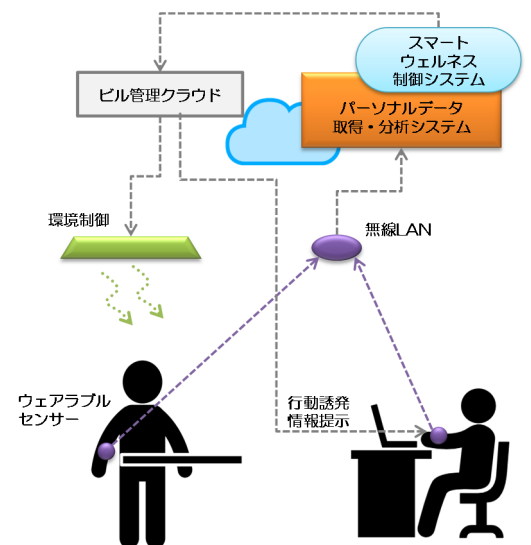 スマート
ウェルネス
制御システム
ビル管理クラウド
パーソナルデータ
取得・分析システム
環境制御
無線LAN
ウェアラブル
センサー
行動誘発
情報提示